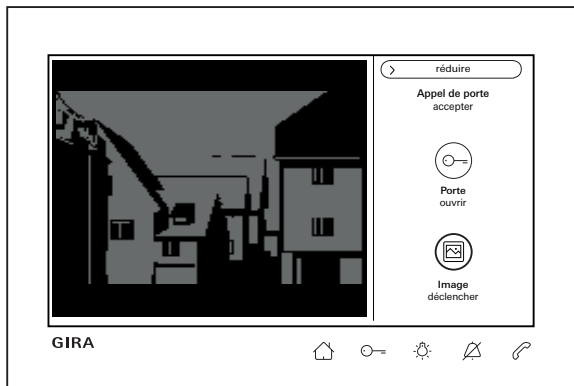 réduire
Appel de porte
accepter
Porte
ouvrir
Image
déclencher
GIRA